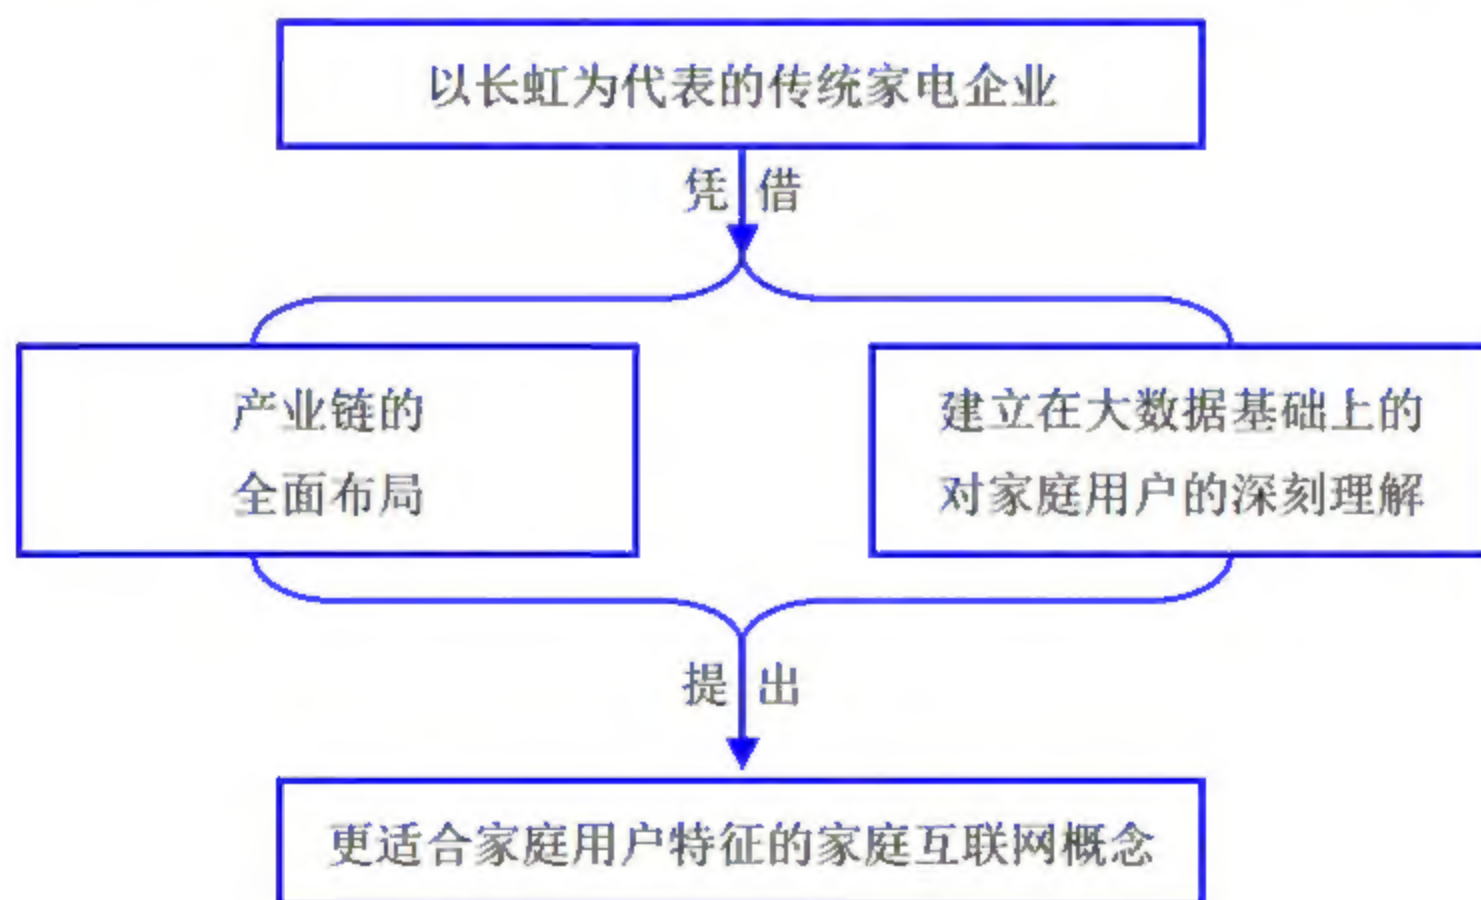 以长虹为代表的传统家电企业
凭借
产业链的
全面布局
建立在大数据基础上的
对家庭用户的深刻理解
提出
更适合家庭用户特征的家庭互联网概念